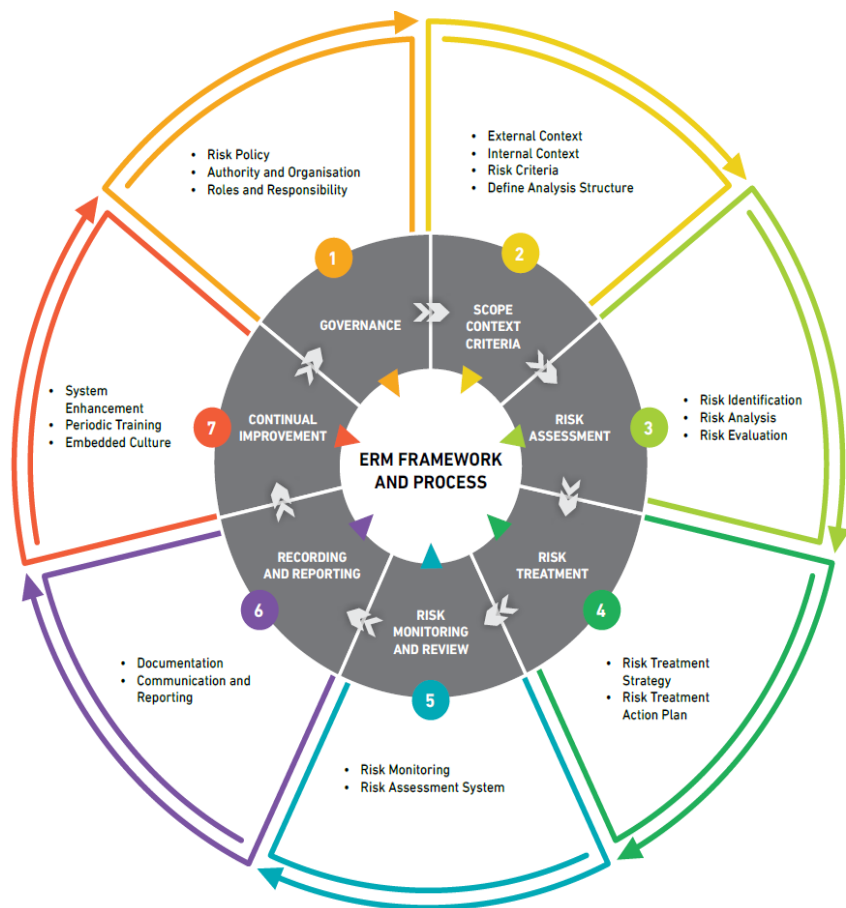 • Risk Policy
• Authority and Organisation
• Roles and Responsibility
• External Context
• Internal Context
• Risk Criteria
• Define Analysis Structure
1
2
GOVERNANCE
SCOPE
CONTEXT
CRITERIA
• System
Enhancement
• Periodic Training
• Embedded Culture
7
CONTINUAL
IMPROVEMENT
RISK
ASSESSMENT
3
• Risk Identification
• Risk Analysis
• Risk Evaluation
ERM FRAMEWORK
AND PROCESS
RECORDING
AND REPORTING
6
RISK
TREATMENT
4
RISK
MONITORING
AND REVIEW
5
• Documentation
• Communication and
Reporting
• Risk Treatment
Strategy
• Risk Treatment
Action Plan
• Risk Monitoring
• Risk Assessment System